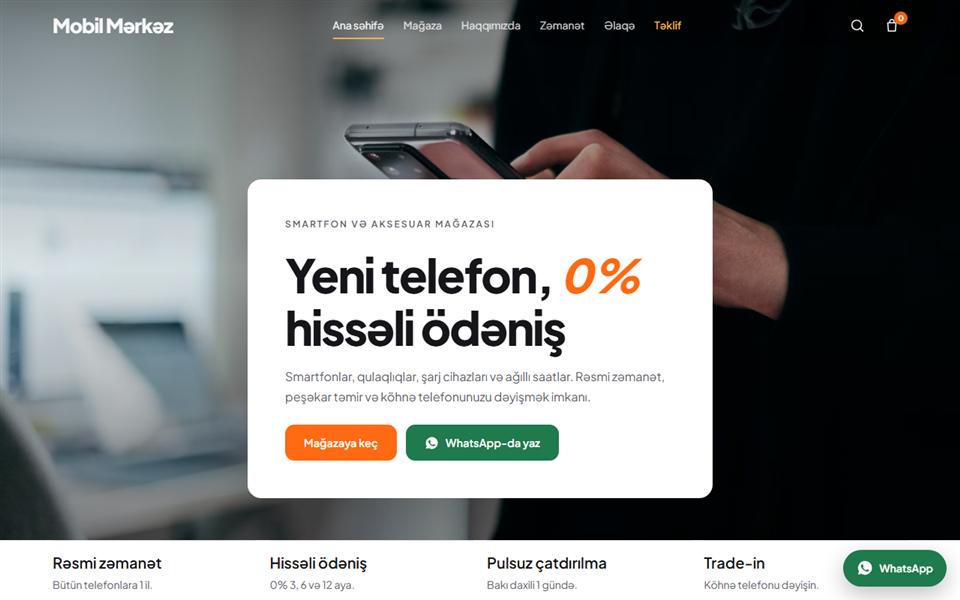 Mobil Mərkəz
Ana səhifə Mağaza Haqqımızda Zəmanət Əlaqə Təklif
0
SMARTFON VƏ AKSESUAR MAĞAZASI
Yeni telefon, 0%
hissəli ödəniş
Smartfonlar, qulaqlıqlar, şarj cihazları və ağıllı saatlar. Rəsmi zəmanət,
peşəkar təmir və köhnə telefonunuzu dəyişmək imkanı.
Mağazaya keç WhatsApp-da yaz
Rəsmi zəmanət
Bütün telefonlara 1 il.
Hissəli ödəniş
0% 3, 6 və 12 aya.
Pulsuz çatdırılma
Bakı daxili 1 gündə.
Trade-in
Köhnə telefonu dəyişin.
WhatsApp